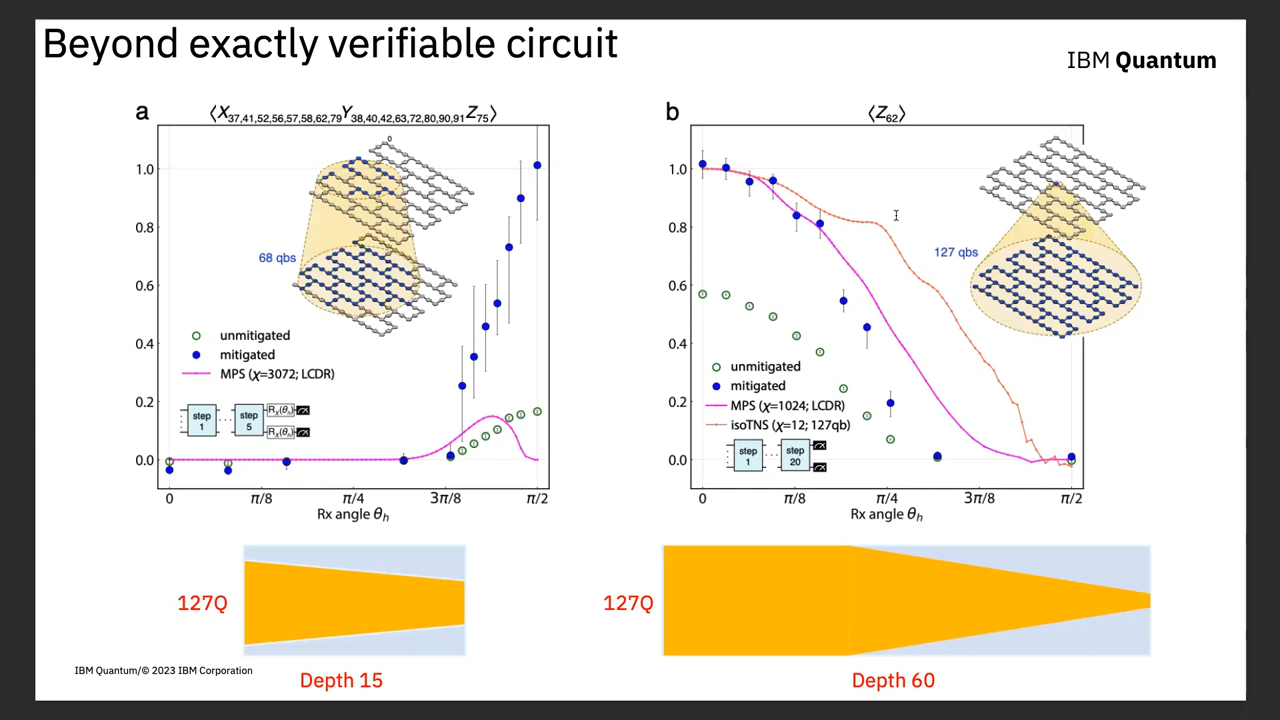 Beyond exactly verifiable circuit
IBM Quantum
a
⟨X37,41,52,56,57,58,62,79Y38,40,42,63,72,80,90,91Z75⟩
0
1.0
0.8
0.6
0.4
0.2
0.0
68 qbs
unmitigated
mitigated
MPS (χ=3072; LCDR)
step 1
step 5
Rx(θh)
Rx(θh)
0
π/8
π/4
3π/8
π/2
Rx angle θh
b
⟨Z62⟩
1.0
0.8
0.6
0.4
0.2
0.0
127 qbs
unmitigated
mitigated
MPS (χ=1024; LCDR)
isoTNS (χ=12; 127qb)
step 1
step 20
0
π/8
π/4
3π/8
π/2
Rx angle θh
127Q
127Q
IBM Quantum/© 2023 IBM Corporation
Depth 15
Depth 60